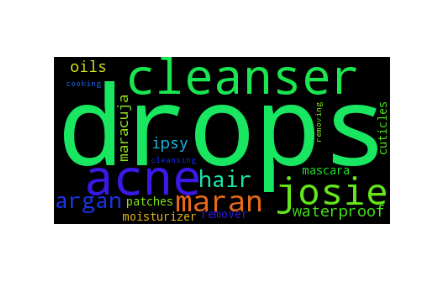 oils
cleanser
cooking
drops
maracuja
removing
cuticles
ipsy
cleansing
acne
hair
mascara
josie
argan
patches
maran
waterproof
moisturizer
remover